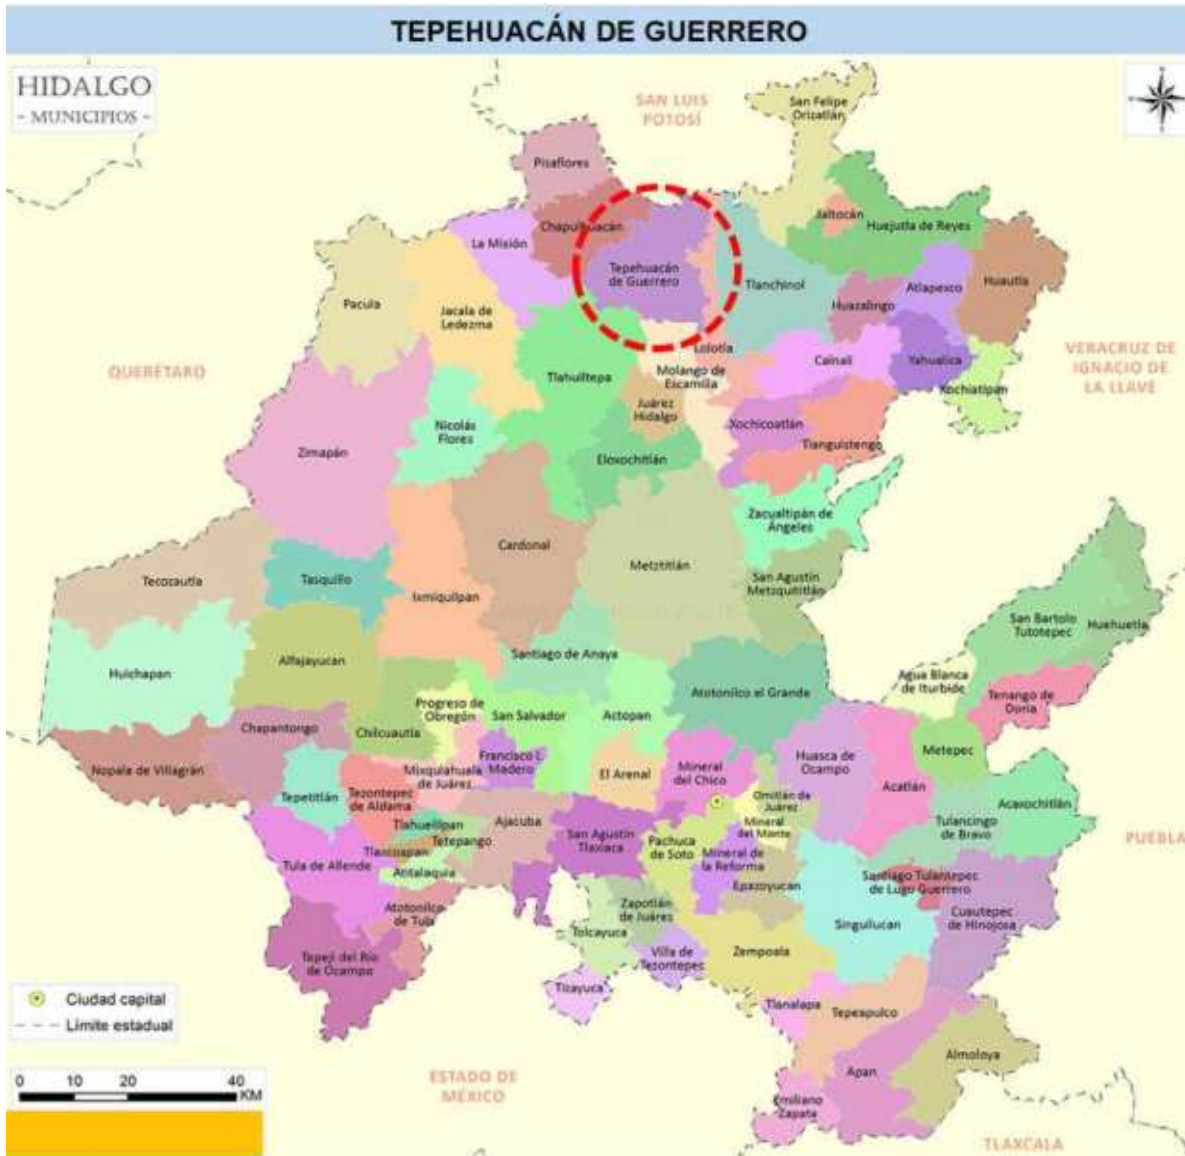 TEPEHUACÁN DE GUERRERO
HIDALGO
- MUNICIPIOS -
SAN LUIS
POTOSÍ
San Felipe
Orizatlán
Pisaflores
Chapulhuacán
La Misión
Jaltocán
Huejutla de Reyes
Tepehuacán
de Guerrero
Tlanchinol
Atlapexco
Huautla
Huazalingo
Pacula
Jacala de
Ledezma
QUERÉTARO
Lolotla
Calnali
Yahualica
VERACRUZ DE
IGNACIO DE
LA LLAVE
Tlahuiltepa
Molango de
Escamilla
Xochiatipan
Juárez
Hidalgo
Nicolás
Flores
Xochicoatlán
Tianguistengo
Zimapán
Eloxochitlán
Zacualtipán de
Ángeles
Cardonal
Metztitlán
Tecozautla
Tasquillo
Ixmiquilpan
San Agustín
Metzquititlán
San Bartolo
Tutotepec
Huehuetla
Huichapan
Alfajayucan
Santiago de Anaya
Agua Blanca
de Iturbide
Atotonilco el Grande
Tenango de
Doria
Progreso de
Obregón
San Salvador
Actopan
Chapantongo
Chilcuautla
Metepec
Nopala de Villagrán
Francisco I.
Madero
Mixquiahuala
de Juárez
El Arenal
Mineral
del Chico
Huasca de
Ocampo
Acatlán
Tepetitlán
Tezontepec
de Aldama
Omitlán de
Juárez
Acaxochitlán
Tulancingo
de Bravo
Tlahuelilpan
Tetepango
Ajacuba
San Agustín
Tlaxiaca
Pachuca
de Soto
Mineral
del Monte
PUEBLA
Tula de Allende
Tlaxcoapan
Atitalaquia
Mineral de
la Reforma
Epazoyucan
Santiago Tulantepec
de Lugo Guerrero
Atotonilco
de Tula
Zapotlán
de Juárez
Tolcayuca
Singuilucan
Cuautepec
de Hinojosa
Tepeji del Río
de Ocampo
Villa de
Tezontepec
Zempoala
Tizayuca
Ciudad capital
Límite estadual
Tlanalapa
Tepeapulco
Almoloya
0 10 20 40
KM
ESTADO DE
MÉXICO
Apan
Emiliano
Zapata
TLAXCALA